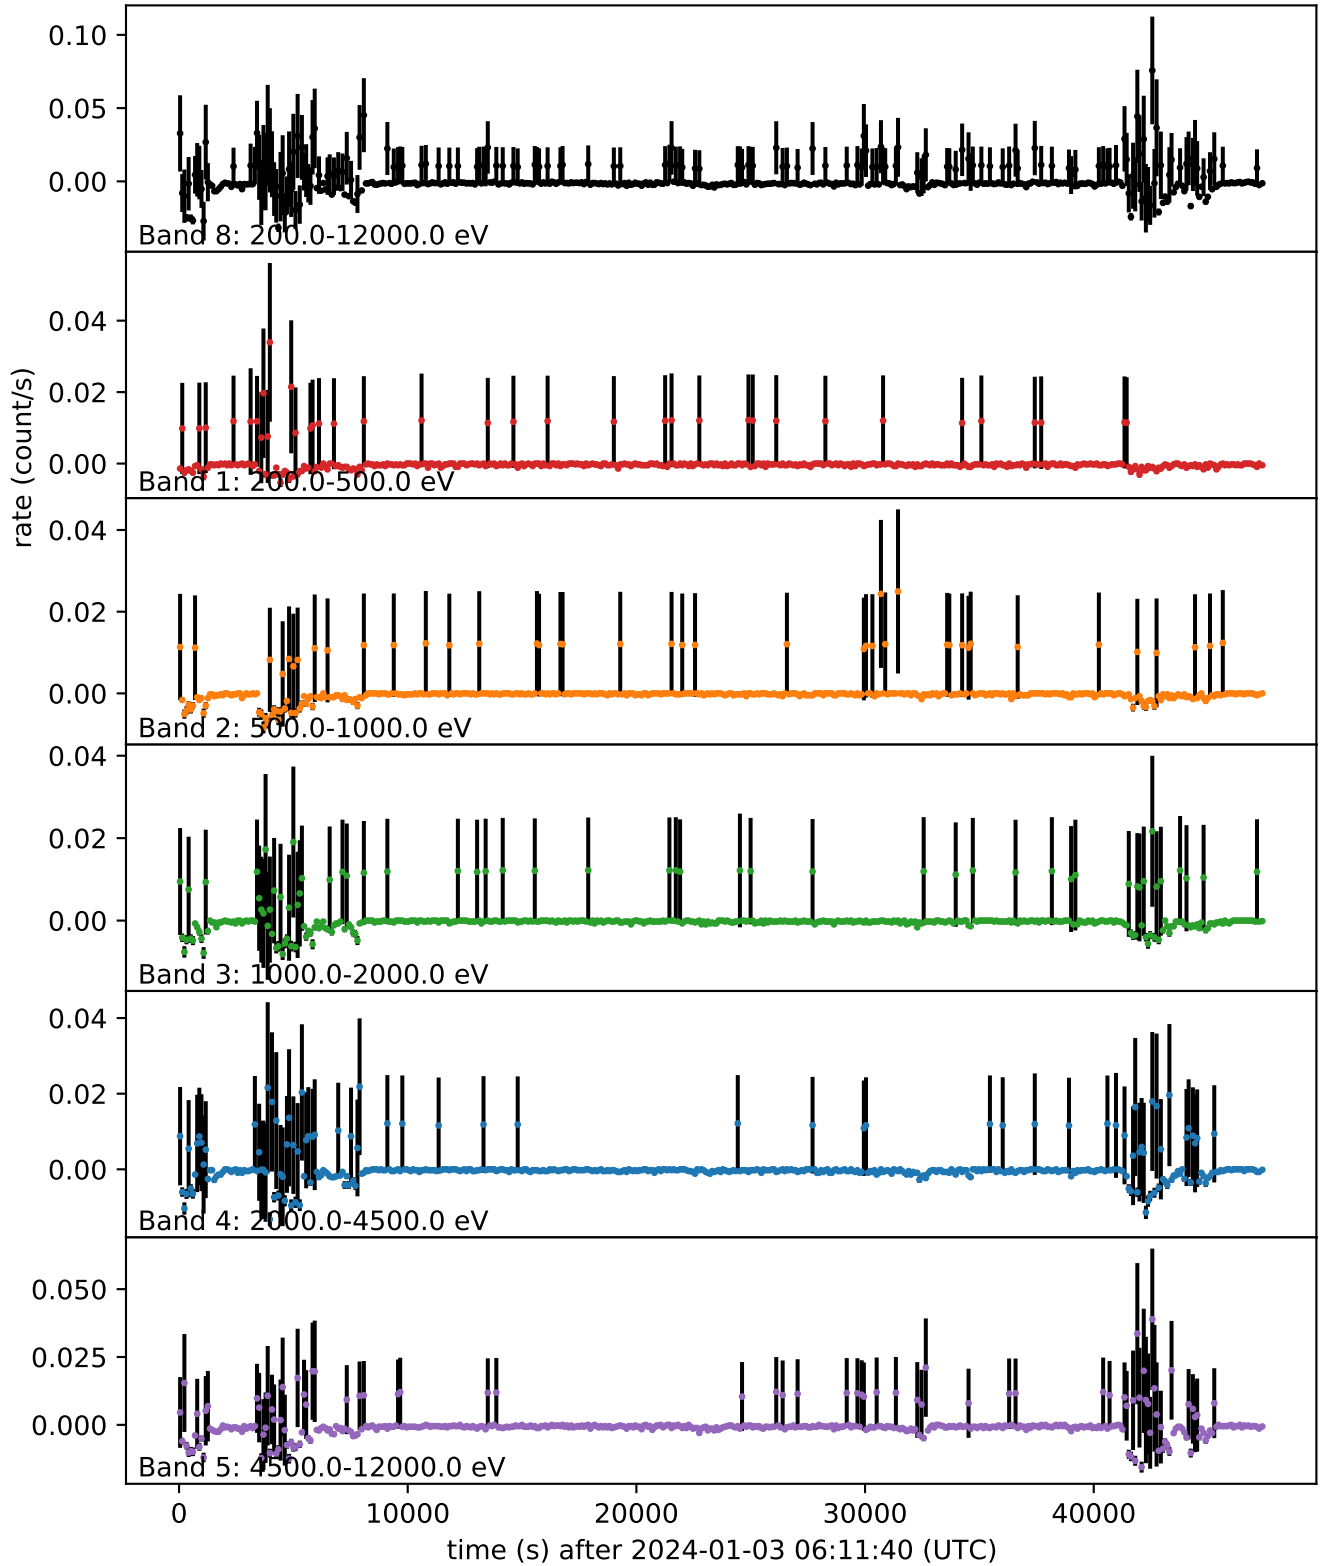 0.10
0.05
0.00
Band 8: 200.0-12000.0 eV
0.04
0.02
0.00
Band 1: 200.0-500.0 eV
rate (count/s)
0.04
0.02
0.00
Band 2: 500.0-1000.0 eV
0.04
0.02
0.00
Band 3: 1000.0-2000.0 eV
0.04
0.02
0.00
Band 4: 2000.0-4500.0 eV
0.050
0.025
0.000
Band 5: 4500.0-12000.0 eV
0 10000 20000 30000 40000
time (s) after 2024-01-03 06:11:40 (UTC)